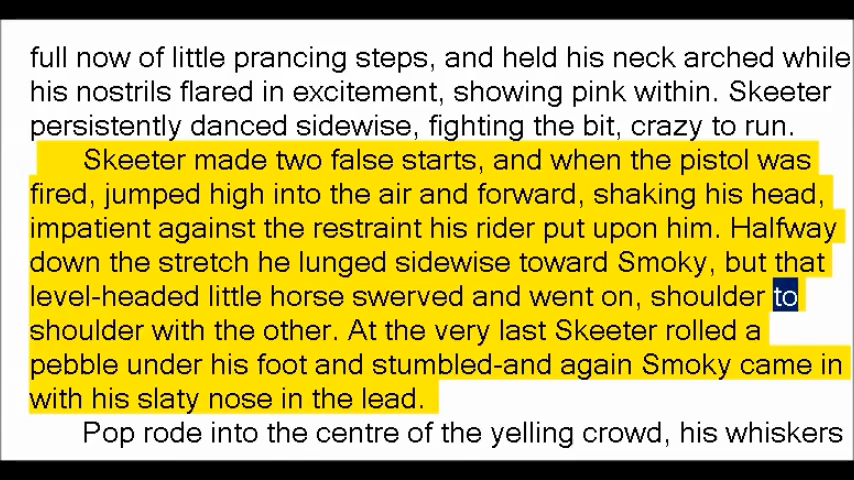 full now of little prancing steps, and held his neck arched while
his nostrils flared in excitement, showing pink within. Skeeter
persistently danced sidewise, fighting the bit, crazy to run.
Skeeter made two false starts, and when the pistol was
fired, jumped high into the air and forward, shaking his head,
impatient against the restraint his rider put upon him. Halfway
down the stretch he lunged sidewise toward Smoky, but that
level-headed little horse swerved and went on, shoulder to
shoulder with the other. At the very last Skeeter rolled a
pebble under his foot and stumbled-and again Smoky came in
with his slaty nose in the lead.
Pop rode into the centre of the yelling crowd, his whiskers